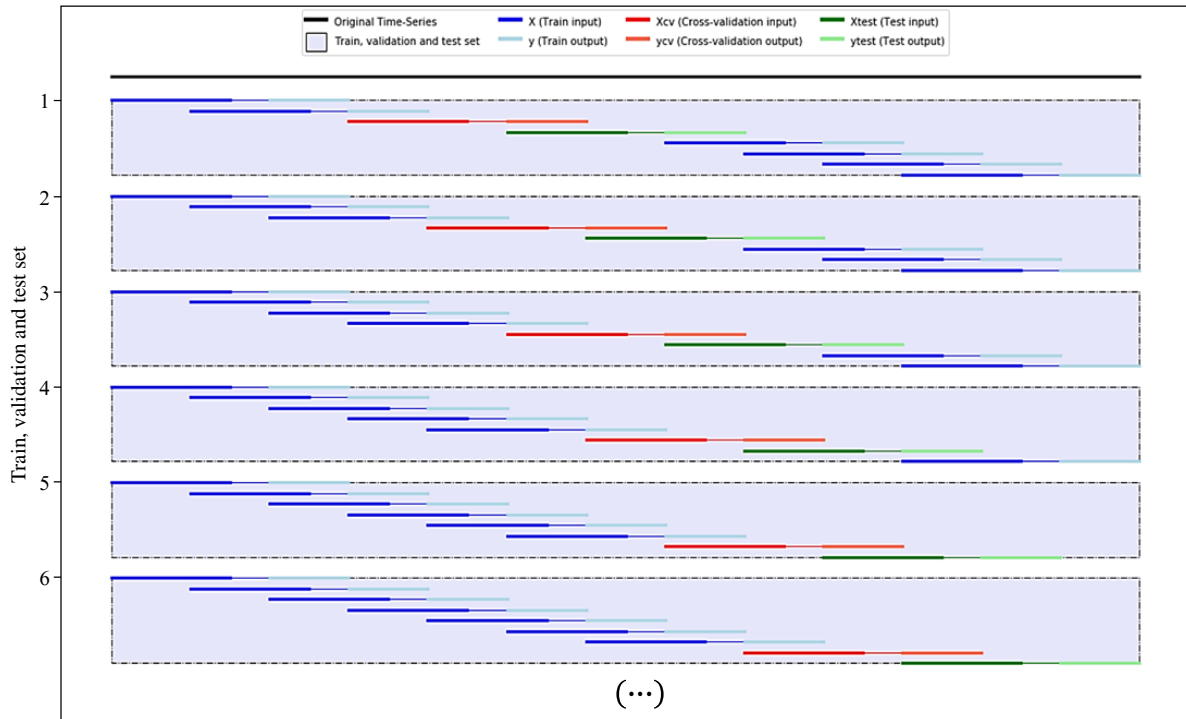 Original Time-Series
X (Train input)
Xcv (Cross-validation input)
Xtest (Test input)
Train, validation and test set
y (Train output)
ycv (Cross-validation output)
ytest (Test output)
Train, validation and test set
1
2
3
4
5
6
(...)